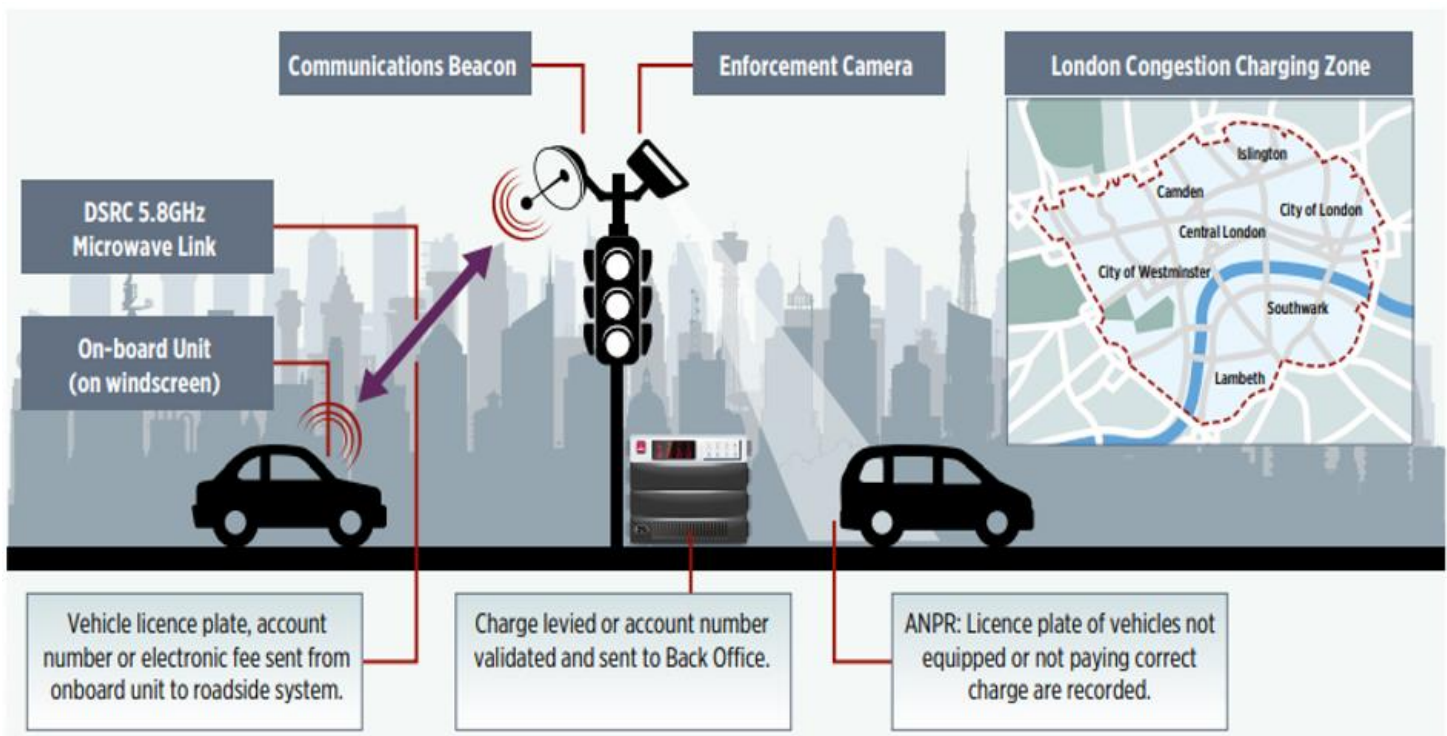 Communications Beacon
Enforcement Camera
London Congestion Charging Zone
Islington
Camden
City of London
Central London
City of Westminster
Southwark
Lambeth
DSRC 5.8GHz
Microwave Link
On-board Unit
(on windscreen)
Vehicle licence plate, account
number or electronic fee sent from
onboard unit to roadside system.
Charge levied or account number
validated and sent to Back Office.
ANPR: Licence plate of vehicles not
equipped or not paying correct
charge are recorded.